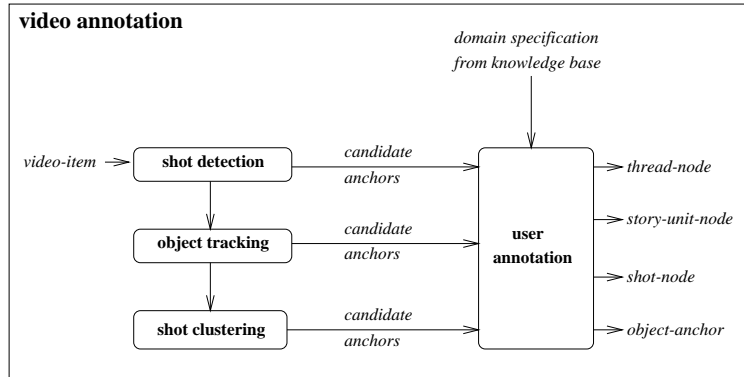 video annotation
domain specification
from knowledge base
video-item
shot detection
candidate
anchors
thread-node
story-unit-node
object tracking
candidate
anchors
user
annotation
shot-node
shot clustering
candidate
anchors
object-anchor